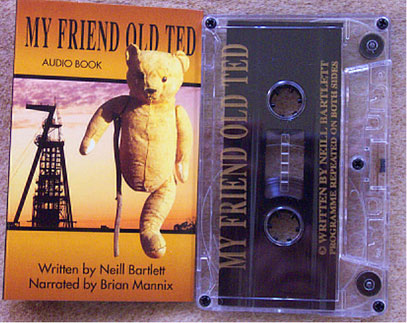 MY FRIEND OLD TED
AUDIO BOOK
Written by Neill Bartlett
Narrated by Brian Mannix
MY FRIEND OLD TED
© WRITTEN BY NEILL BARTLETT
PROGRAMME REPEATED ON BOTH SIDES